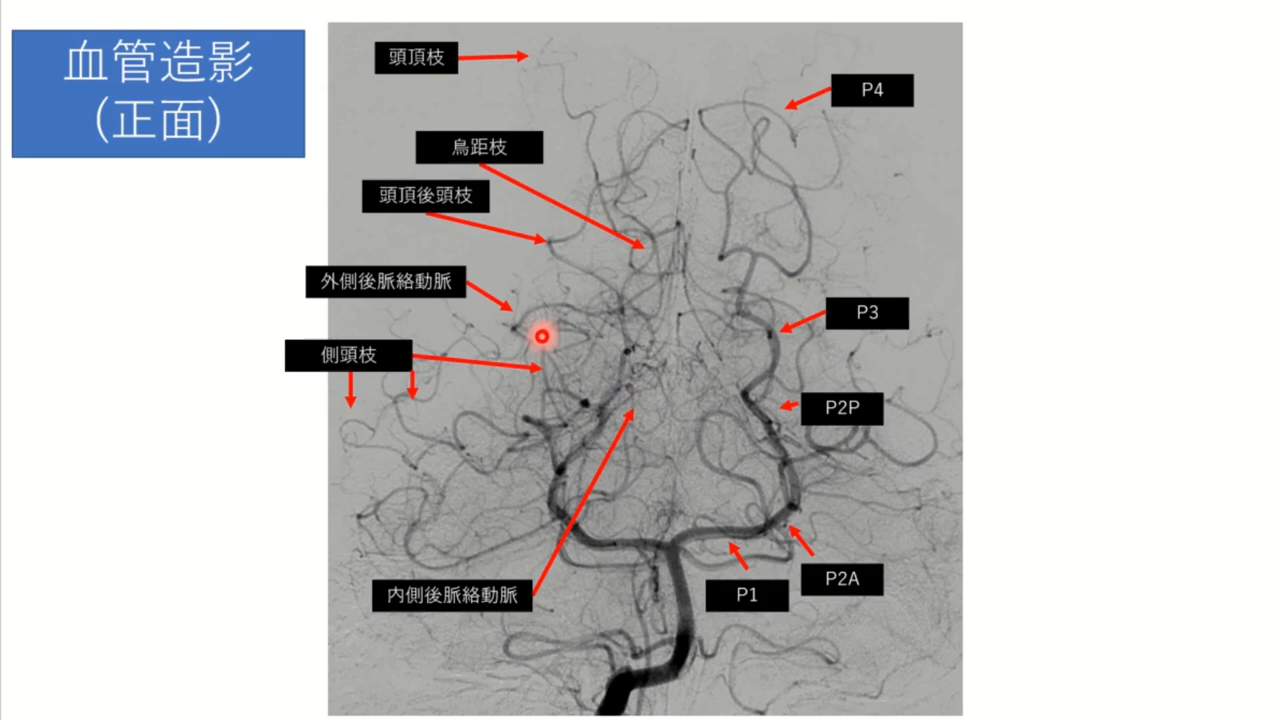 血管造影
(正面)
頭頂枝
P4
鳥距枝
頭頂後頭枝
外側後脈絡動脈
P3
側頭枝
P2P
内側後脈絡動脈
P1
P2A